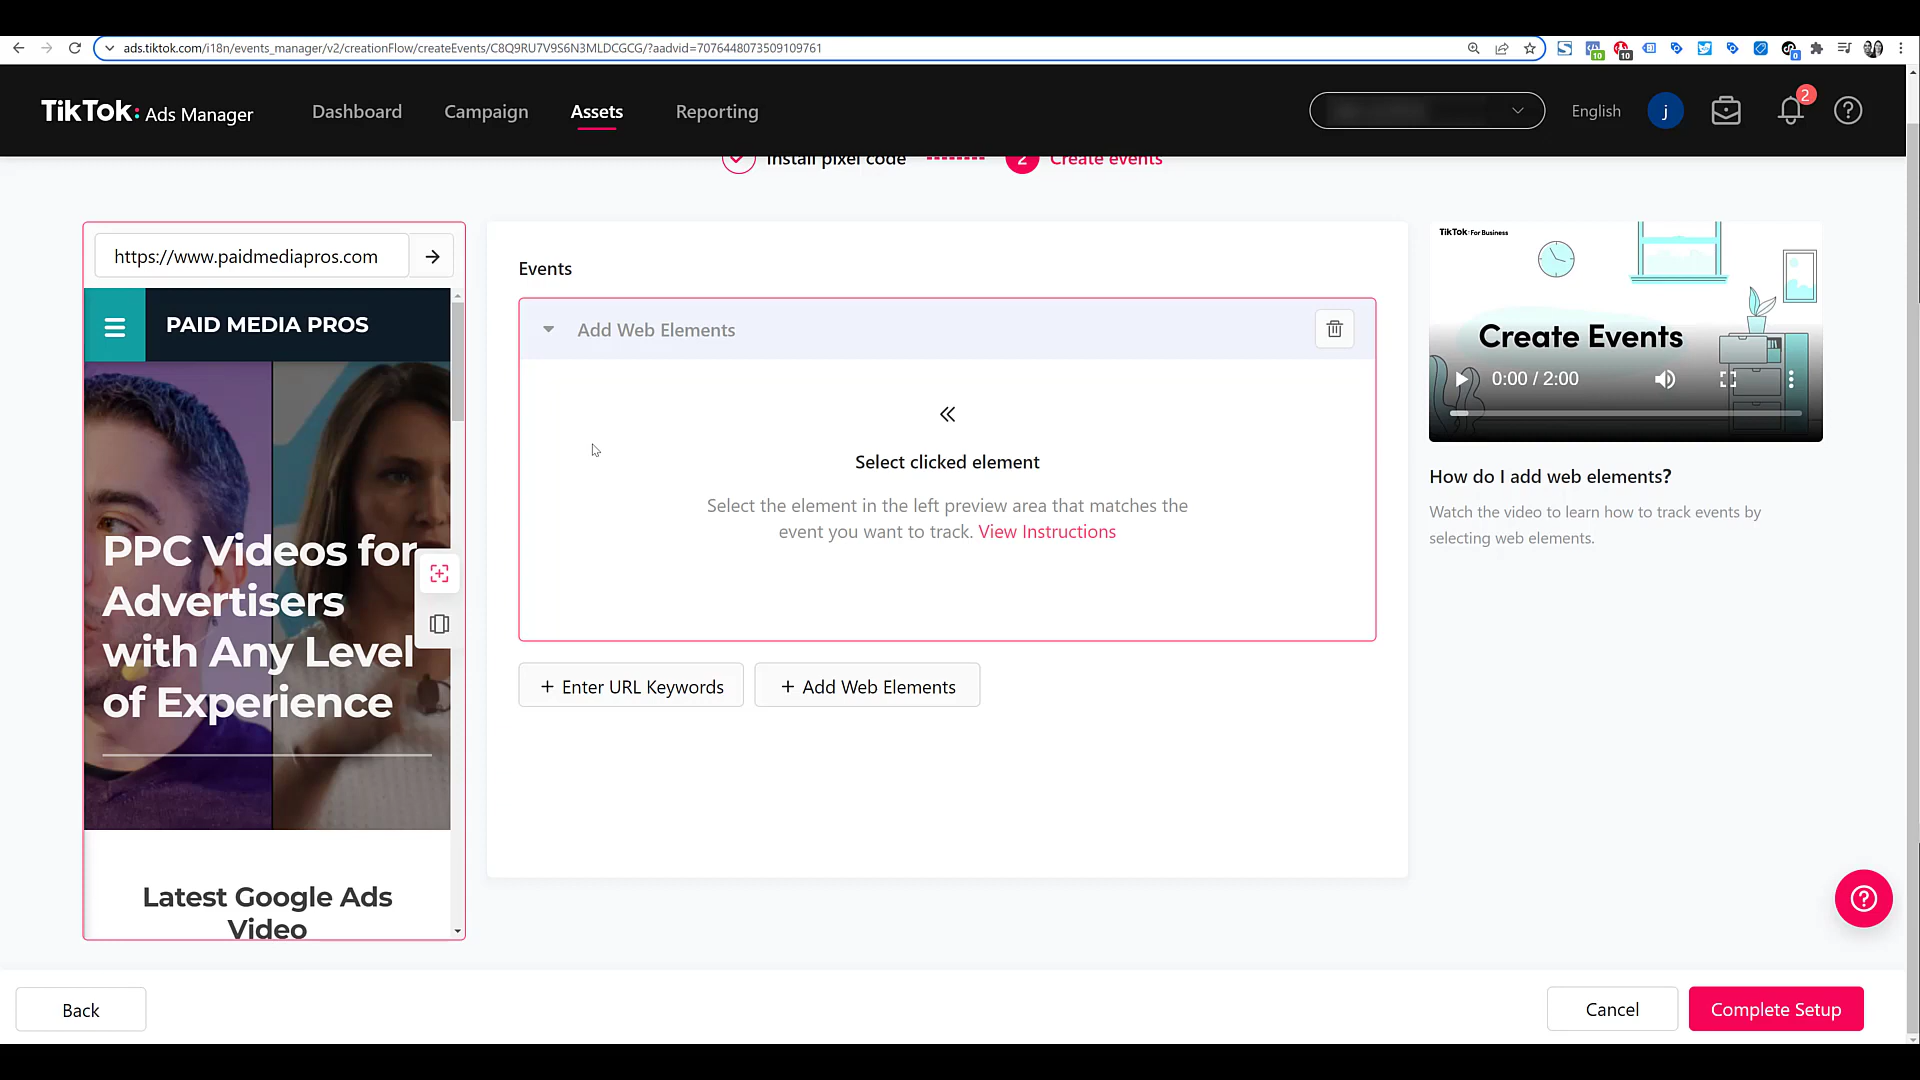 ads.tiktok.com/i18n/events_manager/v2/creationFlow/createEvents/C8Q9RU7V9S6N3MLDCGCG/?aadvid=7076448073509109761
10
10
0
TikTok: Ads Manager
Dashboard
Campaign
Assets
Reporting
English
j
2
Install pixel code
2
Create events
https://www.paidmediapros.com
PAID MEDIA PROS
PPC Videos for
Advertisers
with Any Level
of Experience
Latest Google Ads
Video
Events
Add Web Elements
Select clicked element
Select the element in the left preview area that matches the
event you want to track. View Instructions
+ Enter URL Keywords
+ Add Web Elements
TikTok For Business
Create Events
0:00 / 2:00
How do I add web elements?
Watch the video to learn how to track events by
selecting web elements.
Back
Cancel
Complete Setup